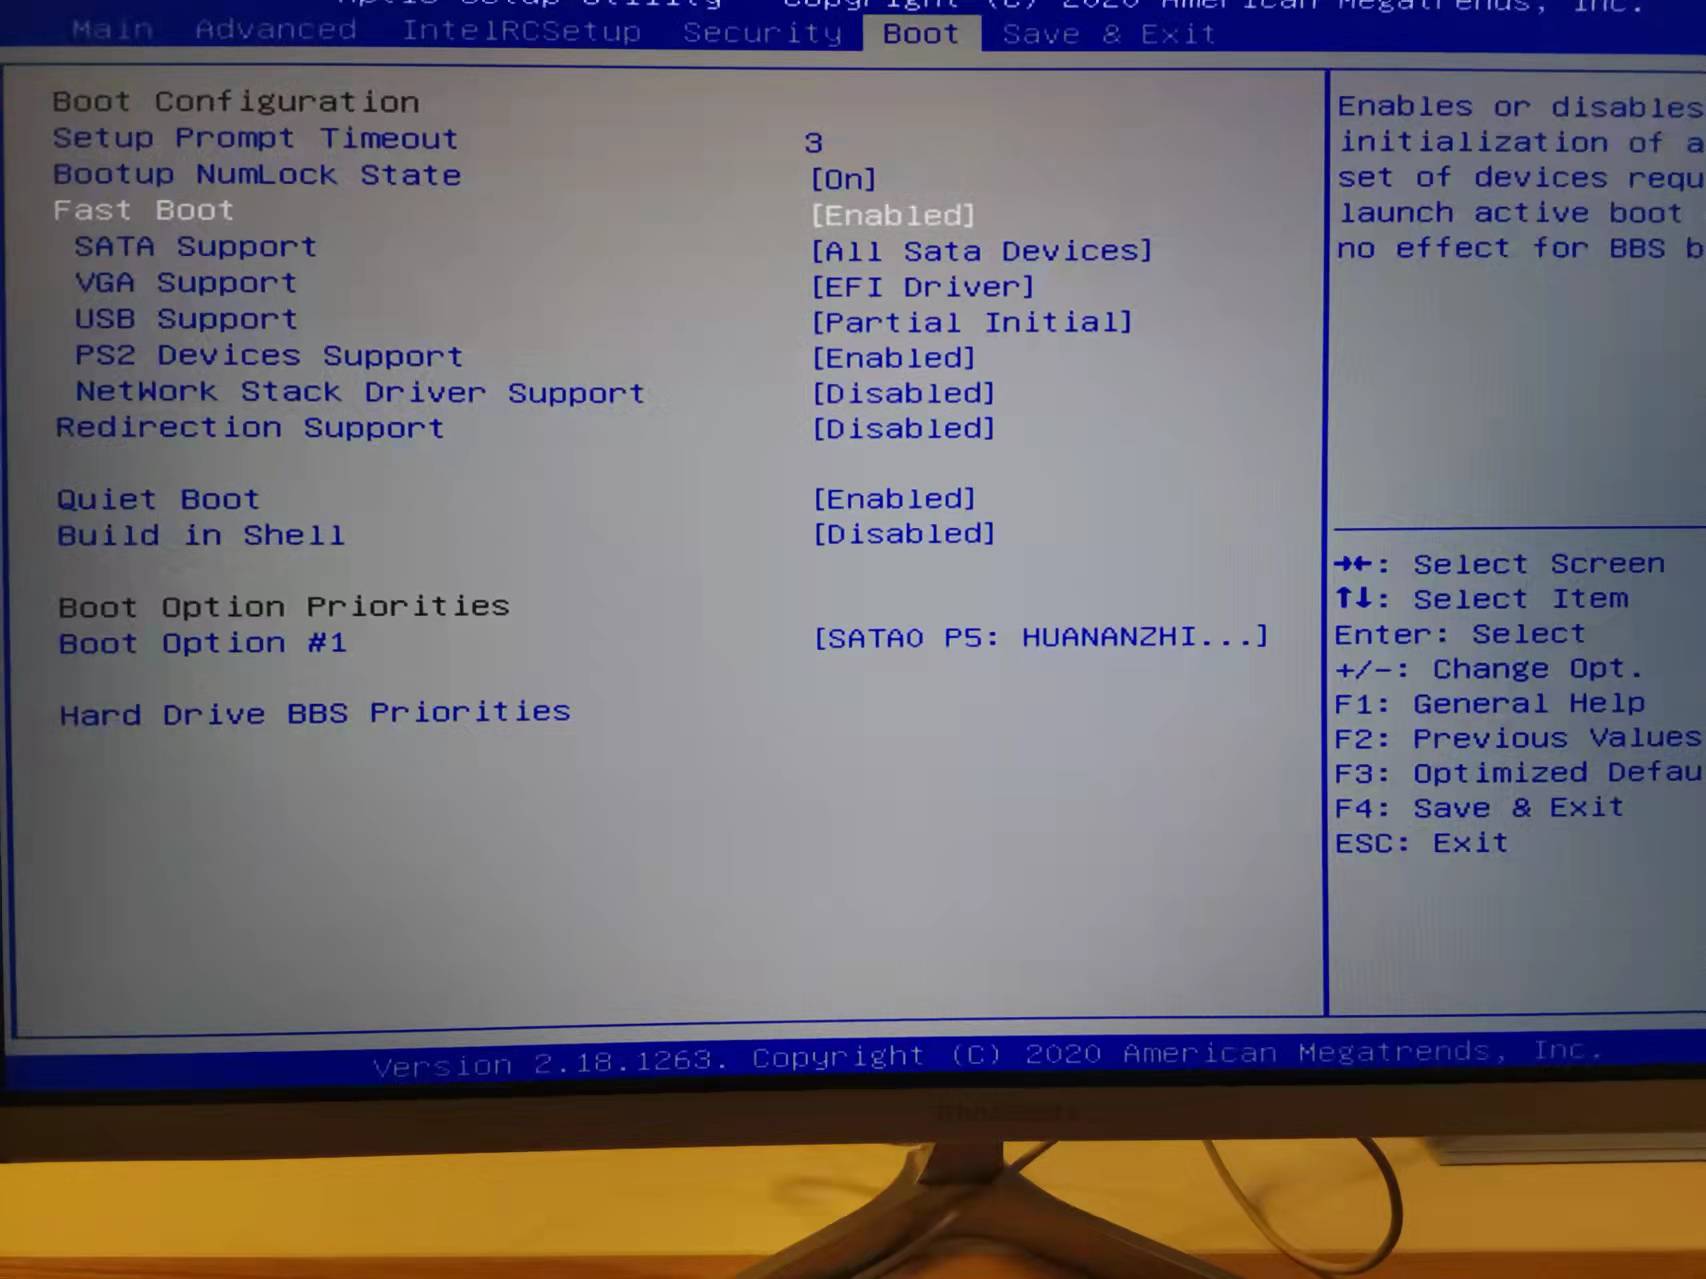 Aptio Setup Utility Copyright (C) 2020 American Megatrends, Inc.
Main Advanced IntelRCSetup Security Boot Save & Exit
Boot Configuration
Setup Prompt Timeout 3
Bootup NumLock State [On]
Fast Boot [Enabled]
SATA Support [All Sata Devices]
VGA Support [EFI Driver]
USB Support [Partial Initial]
PS2 Devices Support [Enabled]
NetWork Stack Driver Support [Disabled]
Redirection Support [Disabled]
Quiet Boot [Enabled]
Build in Shell [Disabled]
Boot Option Priorities
Boot Option #1 [SATAO P5: HUANANZHI...]
Hard Drive BBS Priorities
Enables or disables
initialization of a
set of devices requ
launch active boot
no effect for BBS b
→←: Select Screen
↑↓: Select Item
Enter: Select
+/-: Change Opt.
F1: General Help
F2: Previous Values
F3: Optimized Defau
F4: Save & Exit
ESC: Exit
Version 2.18.1263. Copyright (C) 2020 American Megatrends, Inc.